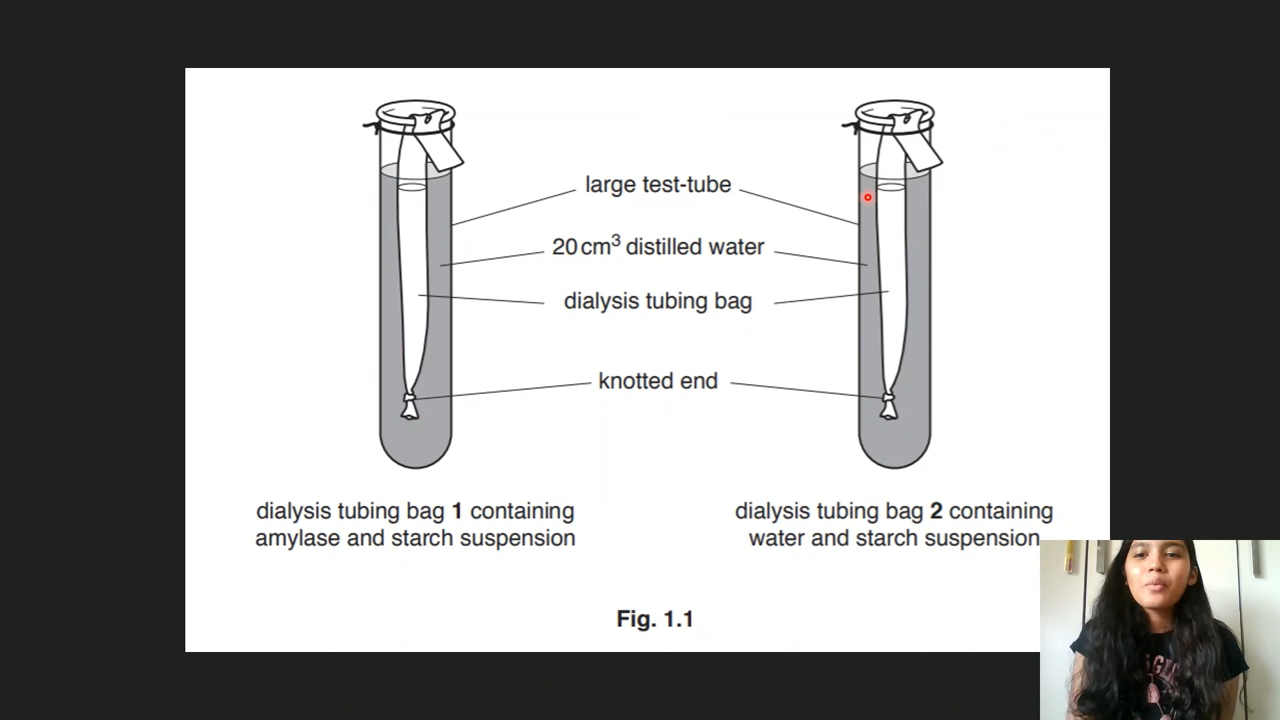 large test-tube
20 cm³ distilled water
dialysis tubing bag
knotted end
dialysis tubing bag 1 containing
amylase and starch suspension
dialysis tubing bag 2 containing
water and starch suspension
Fig. 1.1